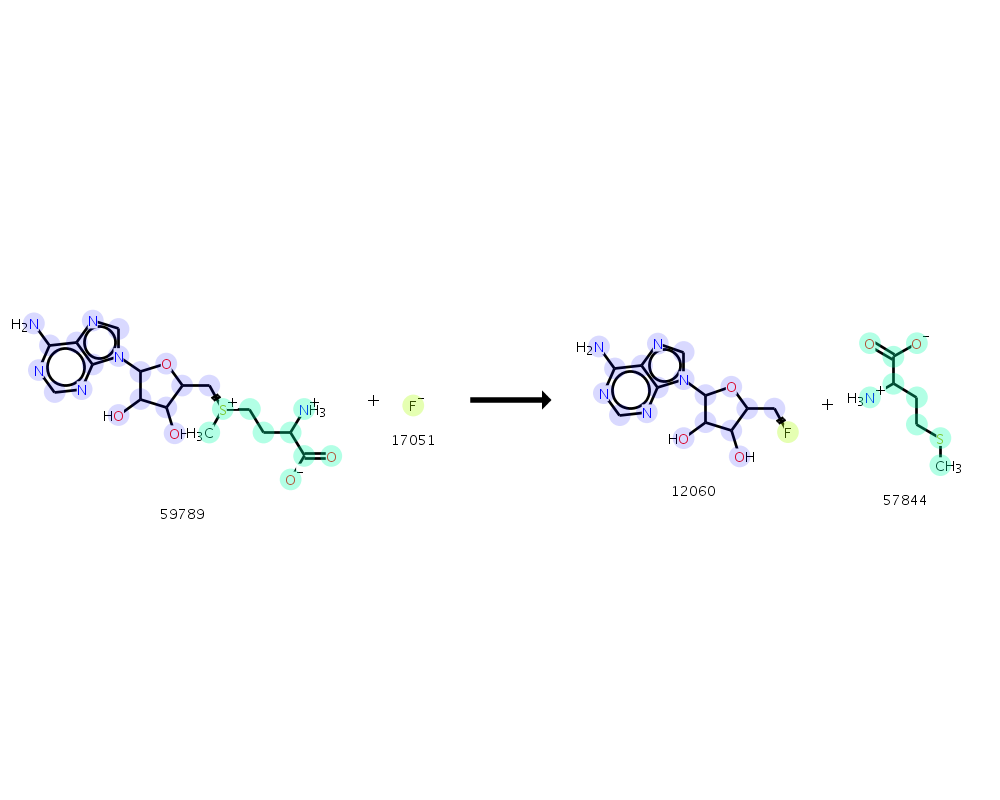 H2N N N N N O HO OH S+ H3C NH3+ O O-
+
F-
17051
59789
H2N N N N N O HO OH F
12060
+
O O- H3N+ S CH3
57844